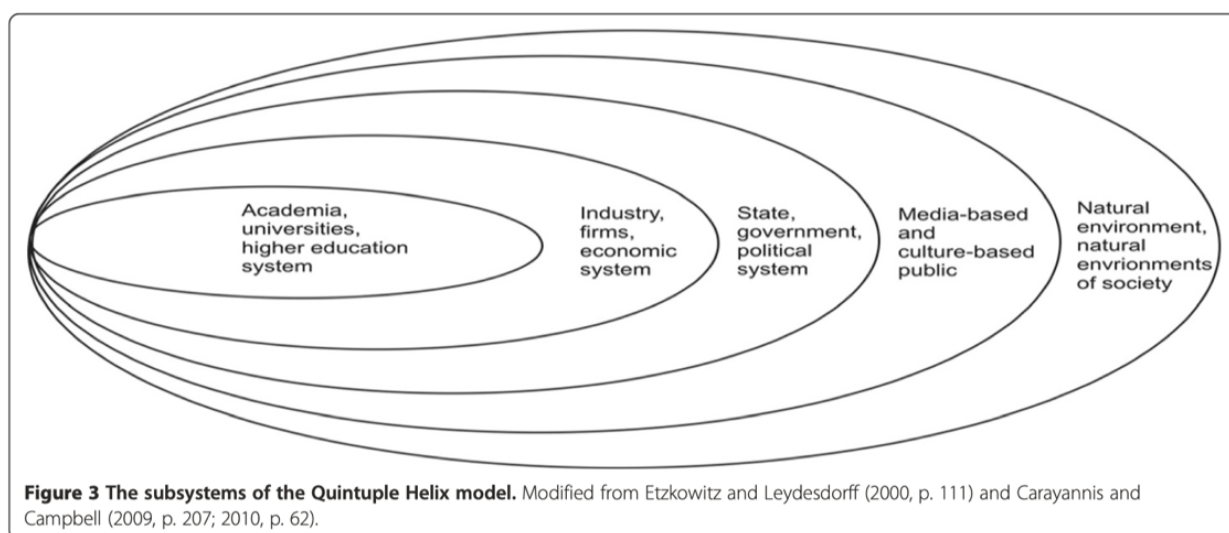 Academia,
universities,
higher education
system
Industry,
firms,
economic
system
State,
government,
political
system
Media-based
and
culture-based
public
Natural
environment,
natural
envrionments
of society
Figure 3 The subsystems of the Quintuple Helix model. Modified from Etzkowitz and Leydesdorff (2000, p. 111) and Carayannis and
Campbell (2009, p. 207; 2010, p. 62).